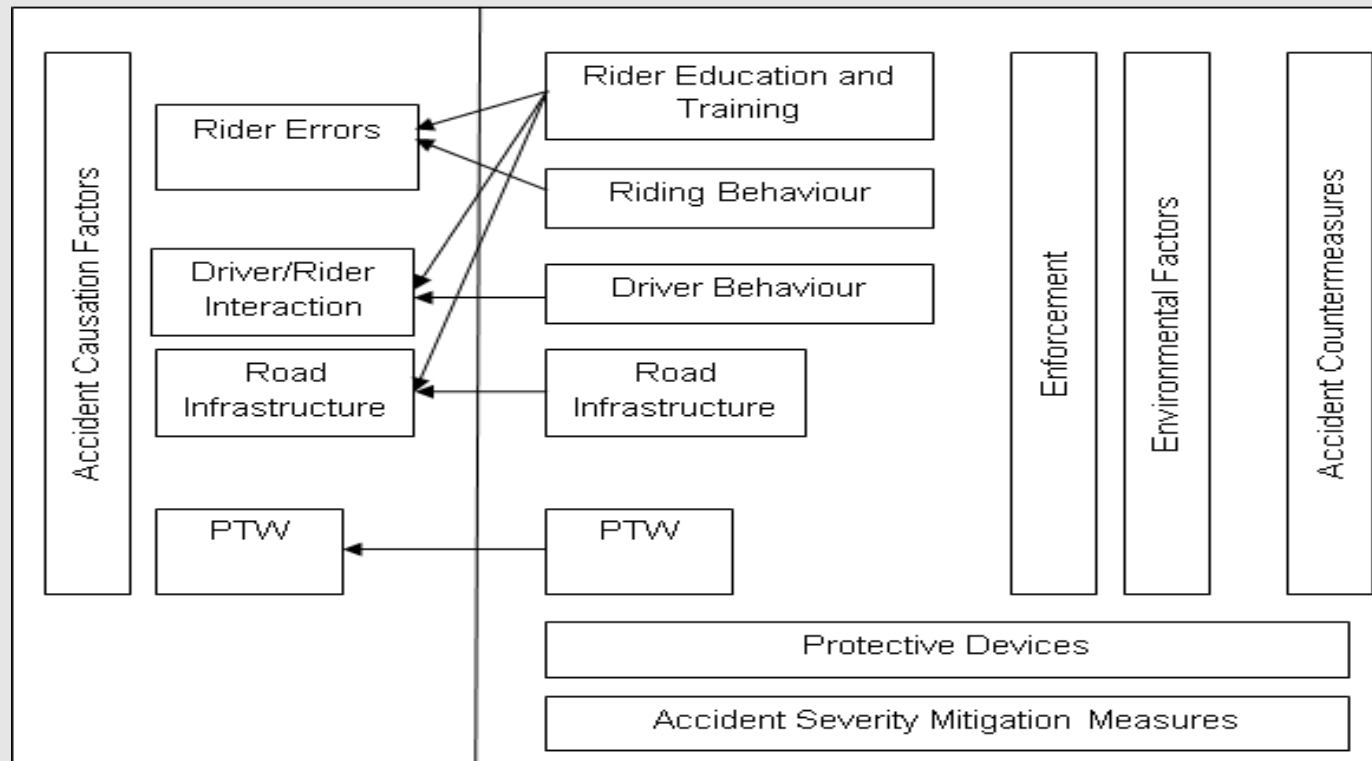 Accident Causation Factors
Rider Errors
Driver/Rider
Interaction
Road
Infrastructure
PTW
Rider Education and
Training
Riding Behaviour
Driver Behaviour
Road
Infrastructure
PTW
Enforcement
Environmental Factors
Accident Countermeasures
Protective Devices
Accident Severity Mitigation Measures